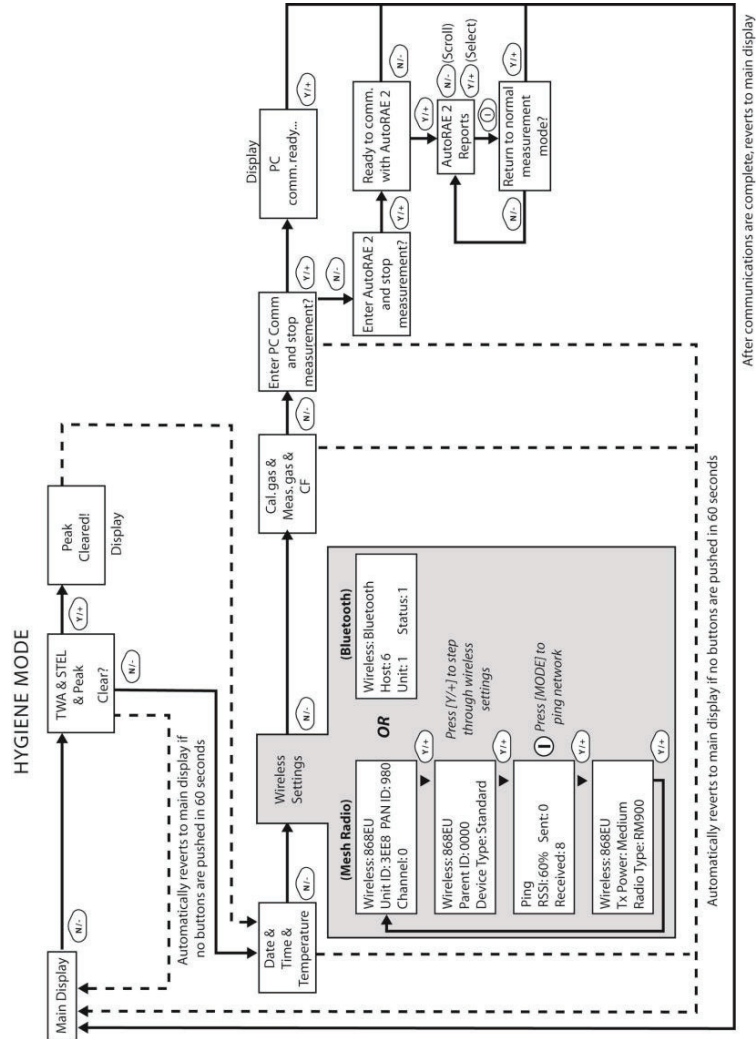 HYGIENE MODE
Main Display
N/-
TWA & STEL
& Peak
Clear?
Y/+
Peak
Cleared!
Display
N/-
Automatically reverts to main display if
no buttons are pushed in 60 seconds
Date &
Time &
Temperature
N/-
Wireless
Settings
N/-
Cal. gas &
Meas. gas &
CF
N/-
Enter PC Comm
and stop
measurement?
Y/+
Display
PC
comm. ready...
Y/+
N/-
Enter AutoRAE 2
and stop
measurement?
Y/+
Ready to comm.
with AutoRAE 2
N/-
Y/+
AutoRAE 2
Reports
N/- (Scroll)
Y/+ (Select)
Return to normal
measurement
mode?
N/-
Y/+
(Mesh Radio)
Wireless: 868EU
Unit ID: 3EE8 PAN ID: 980
Channel: 0
Y/+
OR
(Bluetooth)
Wireless: Bluetooth
Host: 6
Unit: 1 Status: 1
Wireless: 868EU
Parent ID: 0000
Device Type: Standard
Y/+
Press [Y/+] to step
through wireless
settings
Ping
RSSI: 60% Sent: 0
Received: 8
Y/+
Press [MODE] to
ping network
Wireless: 868EU
Tx Power: Medium
Radio Type: RM900
Y/+
Automatically reverts to main display if no buttons are pushed in 60 seconds
After communications are complete, reverts to main display